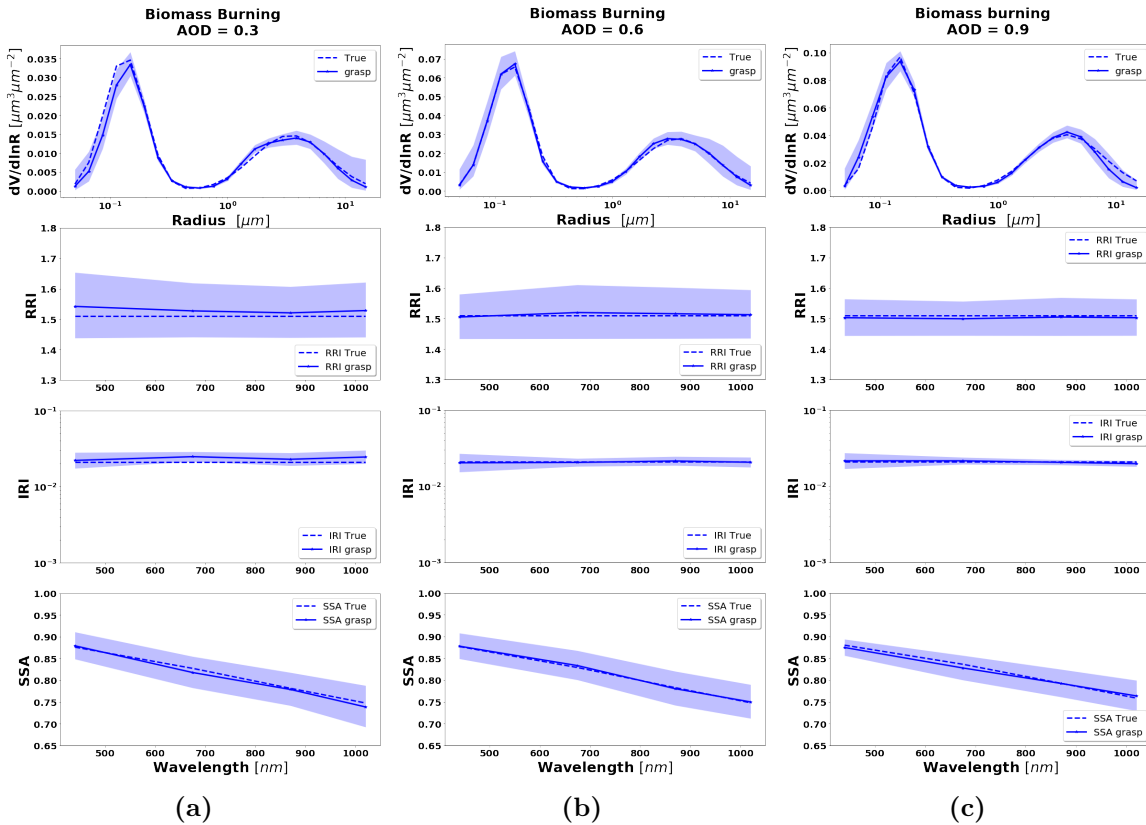 Biomass Burning
AOD = 0.3
dV/dlnR [μm³μm⁻²]
0.035
0.030
0.025
0.020
0.015
0.010
0.005
0.000
True
grasp
10⁻¹
10⁰
10¹
Radius [μm]
RRI
1.8
1.7
1.6
1.5
1.4
1.3
RRI True
RRI grasp
500 600 700 800 900 1000
IRI
10⁻¹
10⁻²
10⁻³
IRI True
IRI grasp
500 600 700 800 900 1000
SSA
1.00
0.95
0.90
0.85
0.80
0.75
0.70
0.65
SSA True
SSA grasp
500 600 700 800 900 1000
Wavelength [nm]
(a)
Biomass Burning
AOD = 0.6
dV/dlnR [μm³μm⁻²]
0.07
0.06
0.05
0.04
0.03
0.02
0.01
0.00
True
grasp
10⁻¹
10⁰
10¹
Radius [μm]
RRI
1.8
1.7
1.6
1.5
1.4
1.3
RRI True
RRI grasp
500 600 700 800 900 1000
IRI
10⁻¹
10⁻²
10⁻³
IRI True
IRI grasp
500 600 700 800 900 1000
SSA
1.00
0.95
0.90
0.85
0.80
0.75
0.70
0.65
SSA True
SSA grasp
500 600 700 800 900 1000
Wavelength [nm]
(b)
Biomass burning
AOD = 0.9
dV/dlnR [μm³μm⁻²]
0.10
0.08
0.06
0.04
0.02
0.00
True
grasp
10⁻¹
10⁰
10¹
Radius [μm]
RRI
1.8
1.7
1.6
1.5
1.4
1.3
RRI True
RRI grasp
500 600 700 800 900 1000
IRI
10⁻¹
10⁻²
10⁻³
IRI True
IRI grasp
500 600 700 800 900 1000
SSA
1.00
0.95
0.90
0.85
0.80
0.75
0.70
0.65
SSA True
SSA grasp
500 600 700 800 900 1000
Wavelength [nm]
(c)